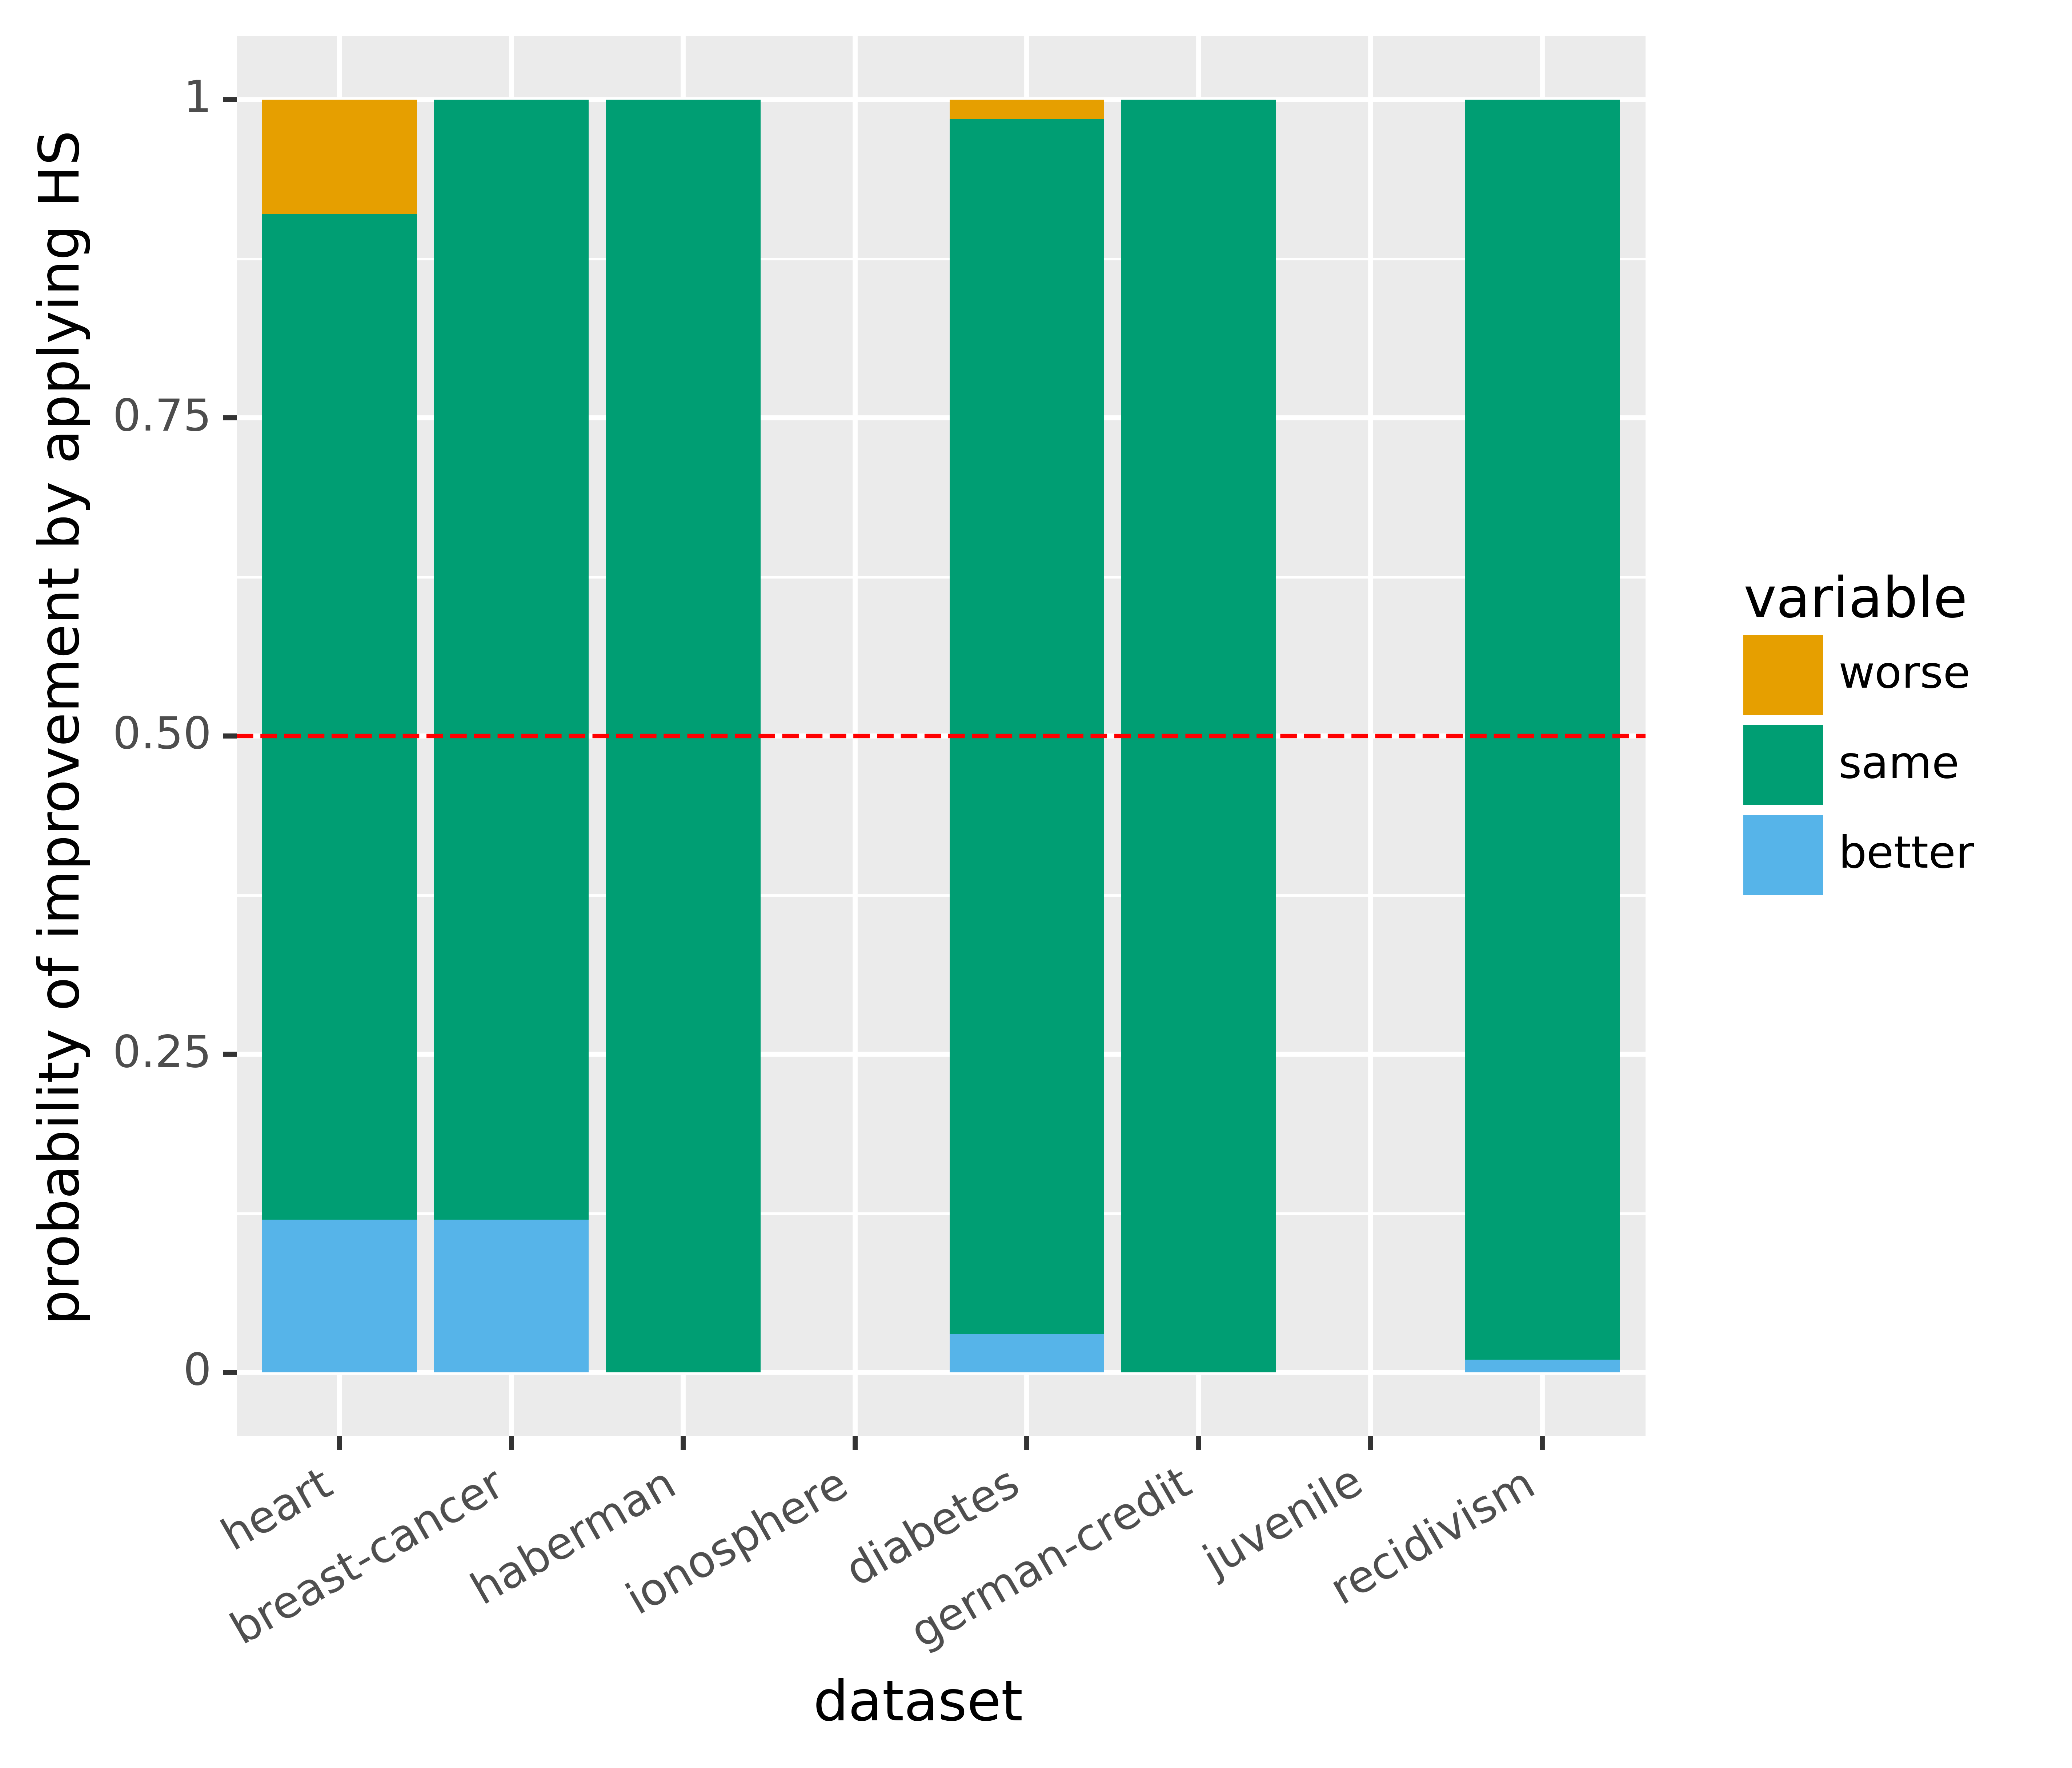 probability of improvement by applying HS
1
0.75
0.50
0.25
0
heart
breast-cancer
haberman
ionosphere
diabetes
german-credit
juvenile
recidivism
dataset
variable
worse
same
better